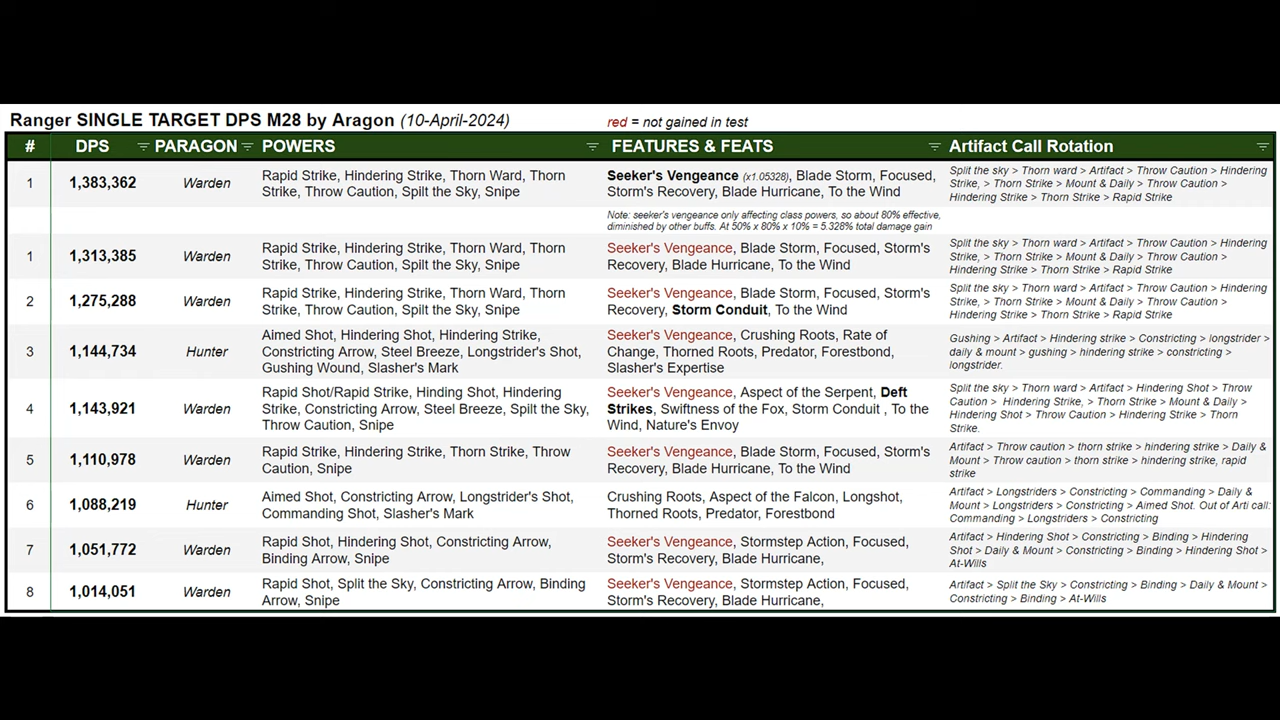 Ranger SINGLE TARGET DPS M28 by Aragon (10-April-2024)
red = not gained in test
# DPS PARAGON POWERS FEATURES & FEATS Artifact Call Rotation
1 1,383,362 Warden
Rapid Strike, Hindering Strike, Thorn Ward, Thorn
Strike, Throw Caution, Spilt the Sky, Snipe
Seeker's Vengeance (x1.05328), Blade Storm, Focused,
Storm's Recovery, Blade Hurricane, To the Wind
Split the sky > Thorn ward > Artifact > Throw Caution > Hindering
Strike, > Thorn Strike > Mount & Daily > Throw Caution >
Hindering Strike > Thorn Strike > Rapid Strike
Note: seeker's vengeance only affecting class powers, so about 80% effective,
diminished by other buffs. At 50% x 80% x 10% = 5.328% total damage gain
1 1,313,385 Warden
Rapid Strike, Hindering Strike, Thorn Ward, Thorn
Strike, Throw Caution, Spilt the Sky, Snipe
Seeker's Vengeance, Blade Storm, Focused, Storm's
Recovery, Blade Hurricane, To the Wind
Split the sky > Thorn ward > Artifact > Throw Caution > Hindering
Strike, > Thorn Strike > Mount & Daily > Throw Caution >
Hindering Strike > Thorn Strike > Rapid Strike
2 1,275,288 Warden
Rapid Strike, Hindering Strike, Thorn Ward, Thorn
Strike, Throw Caution, Spilt the Sky, Snipe
Seeker's Vengeance, Blade Storm, Focused, Storm's
Recovery, Storm Conduit, To the Wind
Split the sky > Thorn ward > Artifact > Throw Caution > Hindering
Strike, > Thorn Strike > Mount & Daily > Throw Caution >
Hindering Strike > Thorn Strike > Rapid Strike
3 1,144,734 Hunter
Aimed Shot, Hindering Shot, Hindering Strike,
Constricting Arrow, Steel Breeze, Longstrider's Shot,
Gushing Wound, Slasher's Mark
Seeker's Vengeance, Crushing Roots, Rate of
Change, Thorned Roots, Predator, Forestbond,
Slasher's Expertise
Gushing > Artifact > Hindering strike > Constricting > longstrider >
daily & mount > gushing > hindering strike > constricting >
longstrider.
4 1,143,921 Warden
Rapid Shot/Rapid Strike, Hinding Shot, Hindering
Strike, Constricting Arrow, Steel Breeze, Spilt the Sky,
Throw Caution, Snipe
Seeker's Vengeance, Aspect of the Serpent, Deft
Strikes, Swiftness of the Fox, Storm Conduit , To the
Wind, Nature's Envoy
Split the sky > Thorn ward > Artifact > Hindering Shot > Throw
Caution >  Hindering Strike, > Thorn Strike > Mount & Daily >
Hindering Shot > Throw Caution > Hindering Strike > Thorn
Strike.
5 1,110,978 Warden
Rapid Strike, Hindering Strike, Thorn Strike, Throw
Caution, Snipe
Seeker's Vengeance, Blade Storm, Focused, Storm's
Recovery, Blade Hurricane, To the Wind
Artifact > Throw caution > thorn strike > hindering strike > Daily &
Mount > Throw caution > thorn strike > hindering strike, rapid
strike
6 1,088,219 Hunter
Aimed Shot, Constricting Arrow, Longstrider's Shot,
Commanding Shot, Slasher's Mark
Crushing Roots, Aspect of the Falcon, Longshot,
Thorned Roots, Predator, Forestbond
Artifact > Longstriders > Constricting > Commanding > Daily &
Mount > Longstriders > Constricting > Aimed Shot. Out of Arti call:
Commanding > Longstriders > Constricting
7 1,051,772 Warden
Rapid Shot, Hindering Shot, Constricting Arrow,
Binding Arrow, Snipe
Seeker's Vengeance, Stormstep Action, Focused,
Storm's Recovery, Blade Hurricane,
Artifact > Hindering Shot > Constricting > Binding > Hindering
Shot > Daily & Mount > Constricting > Binding > Hindering Shot >
At-Wills
8 1,014,051 Warden
Rapid Shot, Split the Sky, Constricting Arrow, Binding
Arrow, Snipe
Seeker's Vengeance, Stormstep Action, Focused,
Storm's Recovery, Blade Hurricane,
Artifact > Split the Sky > Constricting > Binding > Daily & Mount >
Constricting > Binding > At-Wills